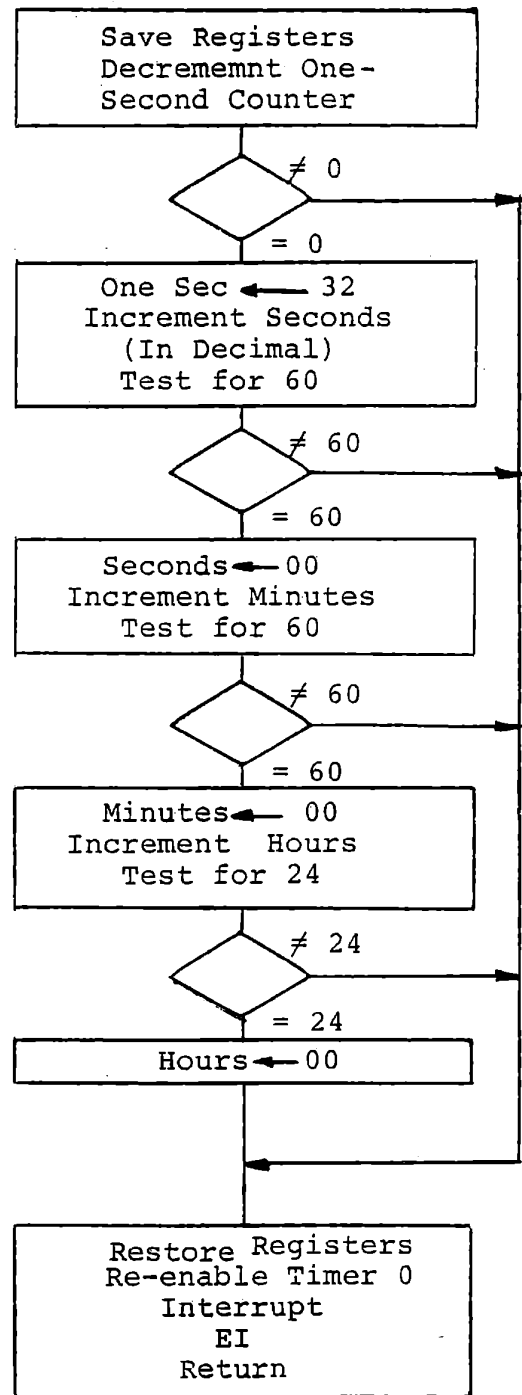 Save Registers
Decrememnt One-
Second Counter
≠ 0
= 0
One Sec ← 32
Increment Seconds
(In Decimal)
Test for 60
≠ 60
= 60
Seconds ← 00
Increment Minutes
Test for 60
≠ 60
= 60
Minutes ← 00
Increment Hours
Test for 24
≠ 24
= 24
Hours ← 00
Restore Registers
Re-enable Timer 0
Interrupt
EI
Return